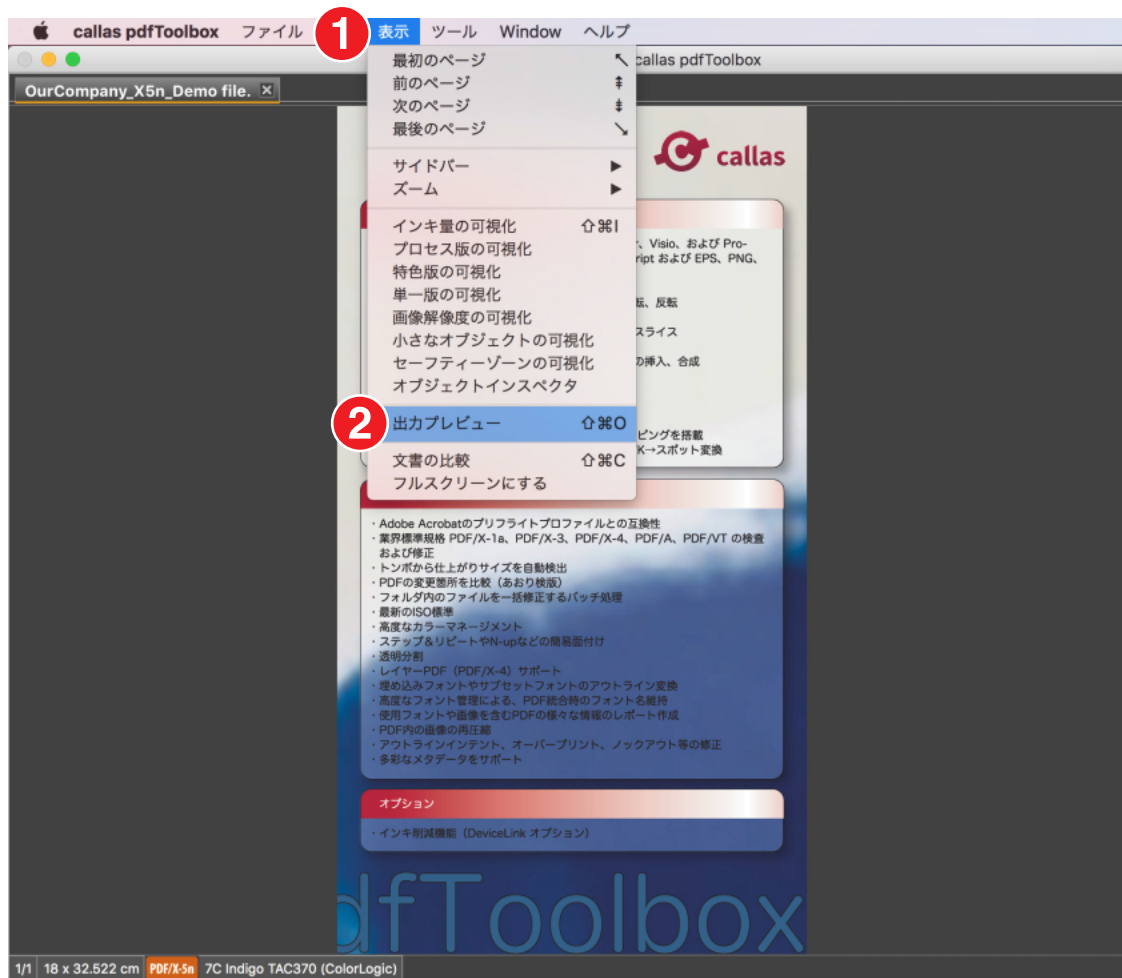 callas pdfToolbox ファイル 1 表示 ツール Window ヘルプ
callas pdfToolbox
OurCompany_X5n_Demo file. ×
最初のページ ↖
前のページ ⇞
次のページ ⇟
最後のページ ↘
サイドバー ▶
ズーム ▶
インキ量の可視化 ⇧⌘I
プロセス版の可視化
特色版の可視化
単一版の可視化
画像解像度の可視化
小さなオブジェクトの可視化
セーフティーゾーンの可視化
オブジェクトインスペクタ
2 出力プレビュー ⇧⌘O
文書の比較 ⇧⌘C
フルスクリーンにする
callas
、Visio、および Pro-
ript および EPS、PNG、
転、反転
スライス
の挿入、合成
ピングを搭載
K→スポット変換
・Adobe Acrobatのプリフライトプロファイルとの互換性
・業界標準規格 PDF/X-1a、PDF/X-3、PDF/X-4、PDF/A、PDF/VT の検査
および修正
・トンボから仕上がりサイズを自動検出
・PDFの変更箇所を比較（あおり検版）
・フォルダ内のファイルを一括修正するバッチ処理
・最新のISO標準
・高度なカラーマネージメント
・ステップ&リピートやN-upなどの簡易面付け
・透明分割
・レイヤーPDF（PDF/X-4）サポート
・埋め込みフォントやサブセットフォントのアウトライン変換
・高度なフォント管理による、PDF統合時のフォント名維持
・使用フォントや画像を含むPDFの様々な情報のレポート作成
・PDF内の画像の再圧縮
・アウトラインインテント、オーバープリント、ノックアウト等の修正
・多彩なメタデータをサポート
オプション
・インキ削減機能（DeviceLink オプション）
dfToolbox
1/1 18 x 32.522 cm PDF/X-5n 7C Indigo TAC370 (ColorLogic)